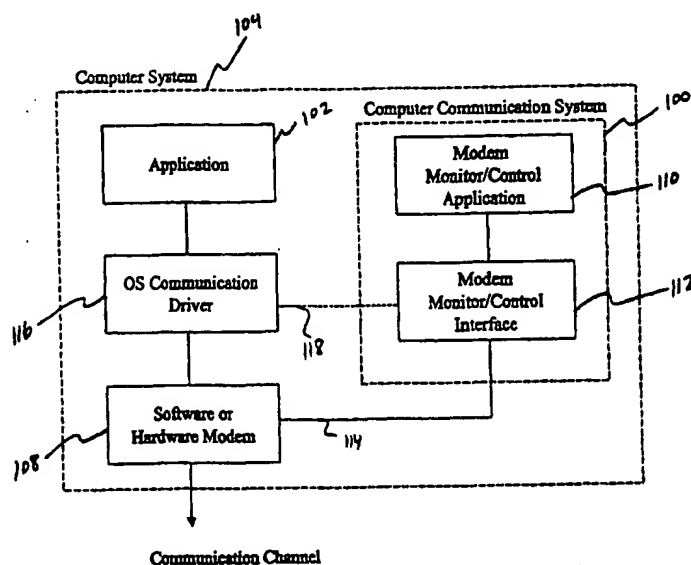 104
Computer System
Computer Communication System
100
102
Application
Modem
Monitor/Control
Application
110
OS Communication
Driver
116
118
Modem
Monitor/Control
Interface
112
Software or
Hardware Modem
108
114
Communication Channel